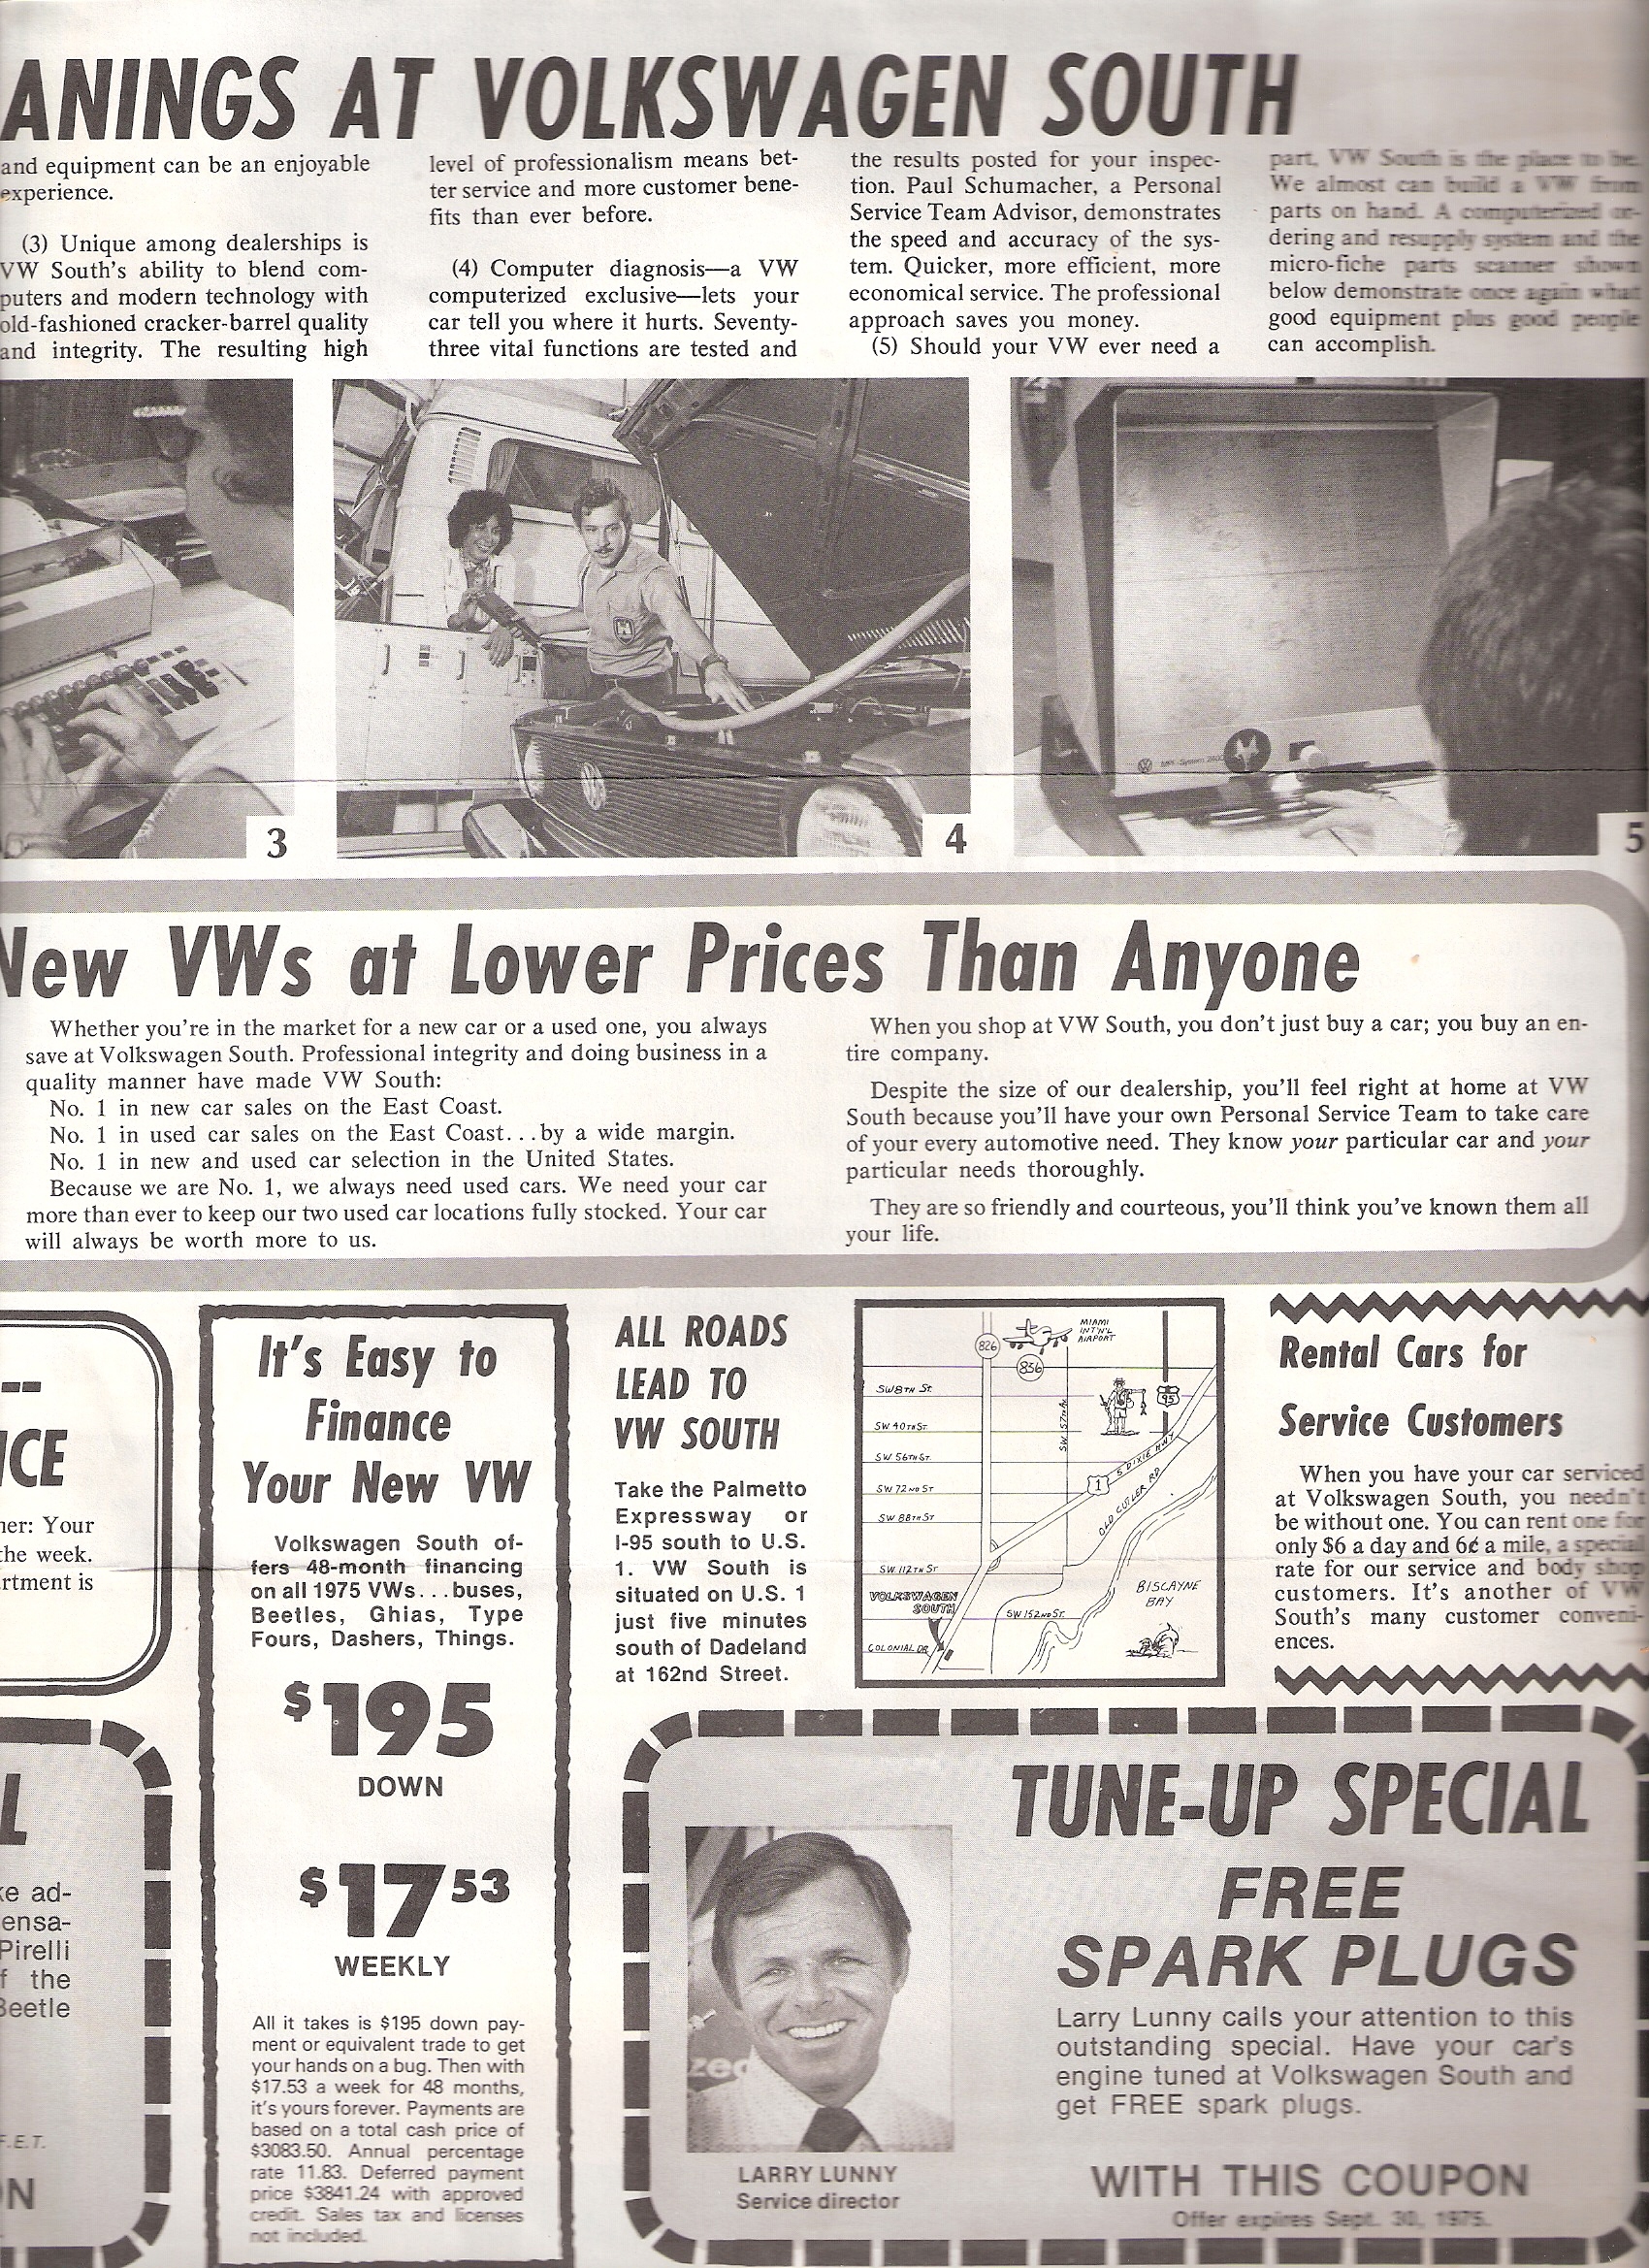 ANINGS AT VOLKSWAGEN SOUTH
and equipment can be an enjoyable
experience.
(3) Unique among dealerships is
VW South's ability to blend com-
puters and modern technology with
old-fashioned cracker-barrel quality
and integrity. The resulting high
level of professionalism means bet-
ter service and more customer bene-
fits than ever before.
(4) Computer diagnosis—a VW
computerized exclusive—lets your
car tell you where it hurts. Seventy-
three vital functions are tested and
the results posted for your inspec-
tion. Paul Schumacher, a Personal
Service Team Advisor, demonstrates
the speed and accuracy of the sys-
tem. Quicker, more efficient, more
economical service. The professional
approach saves you money.
(5) Should your VW ever need a
part, VW South is the place to be.
We almost can build a VW from
parts on hand. A computerized or-
dering and resupply system and the
micro-fiche parts scanner shown
below demonstrate once again what
good equipment plus good people
can accomplish.
3
4
5
New VWs at Lower Prices Than Anyone
Whether you're in the market for a new car or a used one, you always
save at Volkswagen South. Professional integrity and doing business in a
quality manner have made VW South:
No. 1 in new car sales on the East Coast.
No. 1 in used car sales on the East Coast...by a wide margin.
No. 1 in new and used car selection in the United States.
Because we are No. 1, we always need used cars. We need your car
more than ever to keep our two used car locations fully stocked. Your car
will always be worth more to us.
When you shop at VW South, you don't just buy a car; you buy an en-
tire company.
Despite the size of our dealership, you'll feel right at home at VW
South because you'll have your own Personal Service Team to take care
of your every automotive need. They know your particular car and your
particular needs thoroughly.
They are so friendly and courteous, you'll think you've known them all
your life.
--
ICE
ner: Your
the week.
rtment is
L
ke ad-
ensa-
Pirelli
f the
Beetle
F.E.T.
ON
It's Easy to
Finance
Your New VW
Volkswagen South of-
fers 48-month financing
on all 1975 VWs...buses,
Beetles, Ghias, Type
Fours, Dashers, Things.
$195
DOWN
$17 53
WEEKLY
All it takes is $195 down pay-
ment or equivalent trade to get
your hands on a bug. Then with
$17.53 a week for 48 months,
it's yours forever. Payments are
based on a total cash price of
$3083.50. Annual percentage
rate 11.83. Deferred payment
price $3841.24 with approved
credit. Sales tax and licenses
not included.
ALL ROADS
LEAD TO
VW SOUTH
Take the Palmetto
Expressway or
I-95 south to U.S.
1. VW South is
situated on U.S. 1
just five minutes
south of Dadeland
at 162nd Street.
826
MIAMI
INT'N'L
AIRPORT
836
SW 8TH St.
SW 40TH ST.
SW 56TH ST.
SW 72ND ST
SW 88TH ST
SW 112TH ST
SW 57TH AV
95
1
S DIXIE HWY
OLD CUTLER RD
VOLKSWAGEN
SOUTH
SW 152ND ST.
COLONIAL DR
BISCAYNE
BAY
Rental Cars for
Service Customers
When you have your car serviced
at Volkswagen South, you needn't
be without one. You can rent one for
only $6 a day and 6¢ a mile, a special
rate for our service and body shop
customers. It's another of VW
South's many customer conveni-
ences.
TUNE-UP SPECIAL
FREE
SPARK PLUGS
Larry Lunny calls your attention to this
outstanding special. Have your car's
engine tuned at Volkswagen South and
get FREE spark plugs.
LARRY LUNNY
Service director
WITH THIS COUPON
Offer expires Sept. 30, 1975.